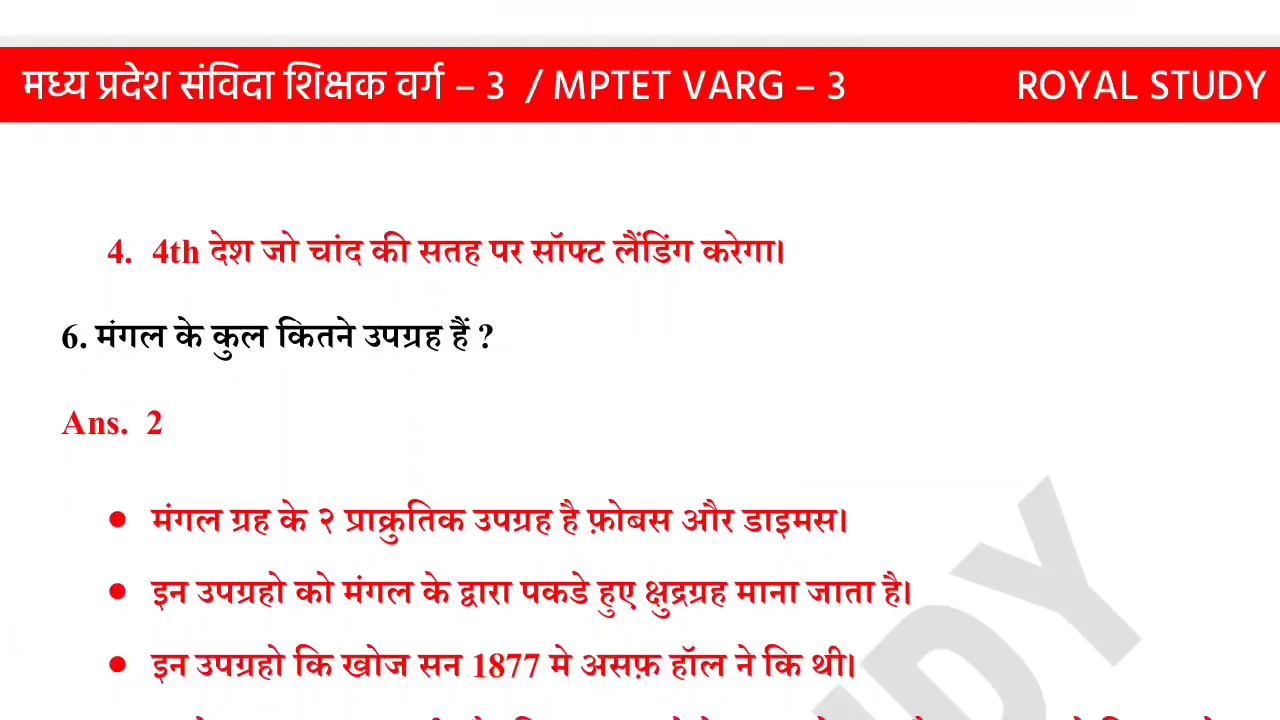 मध्य प्रदेश संविदा शिक्षक वर्ग – 3 / MPTET VARG – 3 ROYAL STUDY
4. 4th देश जो चांद की सतह पर सॉफ्ट लैंडिंग करेगा।
6. मंगल के कुल कितने उपग्रह हैं ?
Ans. 2
• मंगल ग्रह के २ प्राक्रुतिक उपग्रह है फ़ोबस और डाइमस।
• इन उपग्रहो को मंगल के द्वारा पकडे हुए क्षुद्रग्रह माना जाता है।
• इन उपग्रहो कि खोज सन 1877 मे असफ़ हॉल ने कि थी।
UDY